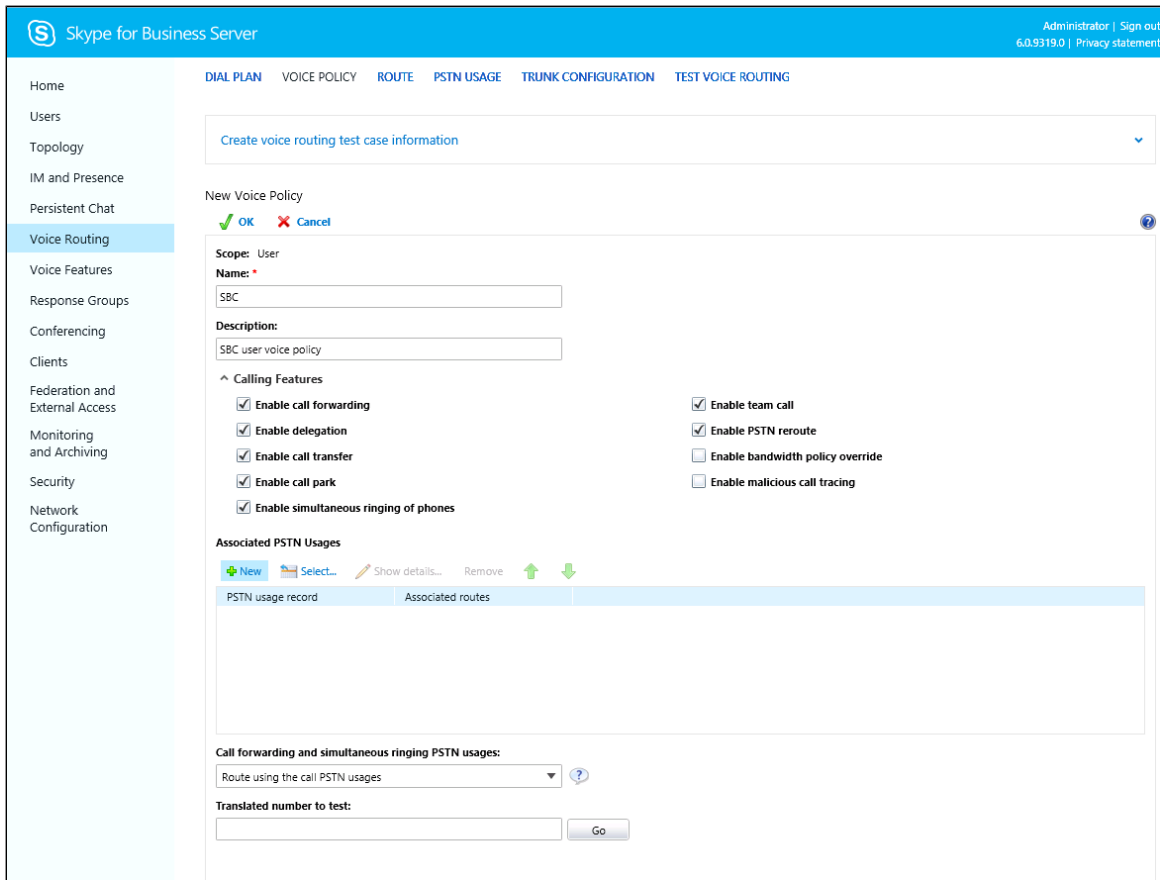 Skype for Business Server
Administrator | Sign out
6.0.9319.0 | Privacy statement
Home
Users
Topology
IM and Presence
Persistent Chat
Voice Routing
Voice Features
Response Groups
Conferencing
Clients
Federation and
External Access
Monitoring
and Archiving
Security
Network
Configuration
DIAL PLAN VOICE POLICY ROUTE PSTN USAGE TRUNK CONFIGURATION TEST VOICE ROUTING
Create voice routing test case information
New Voice Policy
OK Cancel
Scope: User
Name: *
SBC
Description:
SBC user voice policy
Calling Features
Enable call forwarding
Enable team call
Enable delegation
Enable PSTN reroute
Enable call transfer
Enable bandwidth policy override
Enable call park
Enable malicious call tracing
Enable simultaneous ringing of phones
Associated PSTN Usages
New Select... Show details... Remove
PSTN usage record Associated routes
Call forwarding and simultaneous ringing PSTN usages:
Route using the call PSTN usages
Translated number to test:
Go